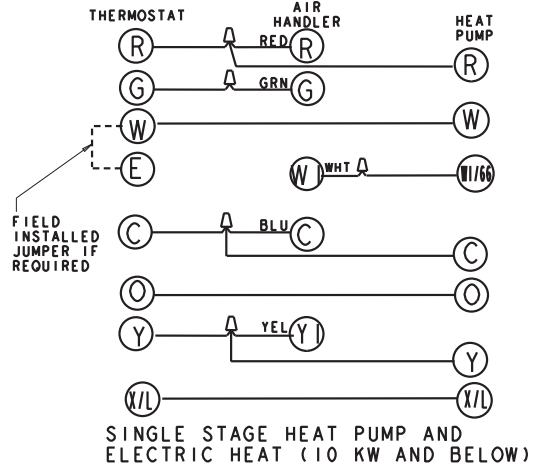 THERMOSTAT
AIR
HANDLER
HEAT
PUMP
R RED R
R
G GRN G
W W
E W1 WHT W1/66
FIELD
INSTALLED
JUMPER IF
REQUIRED
C BLU C
C
O O
Y YEL Y1
Y
X/L X/L
SINGLE STAGE HEAT PUMP AND
ELECTRIC HEAT (10 KW AND BELOW)